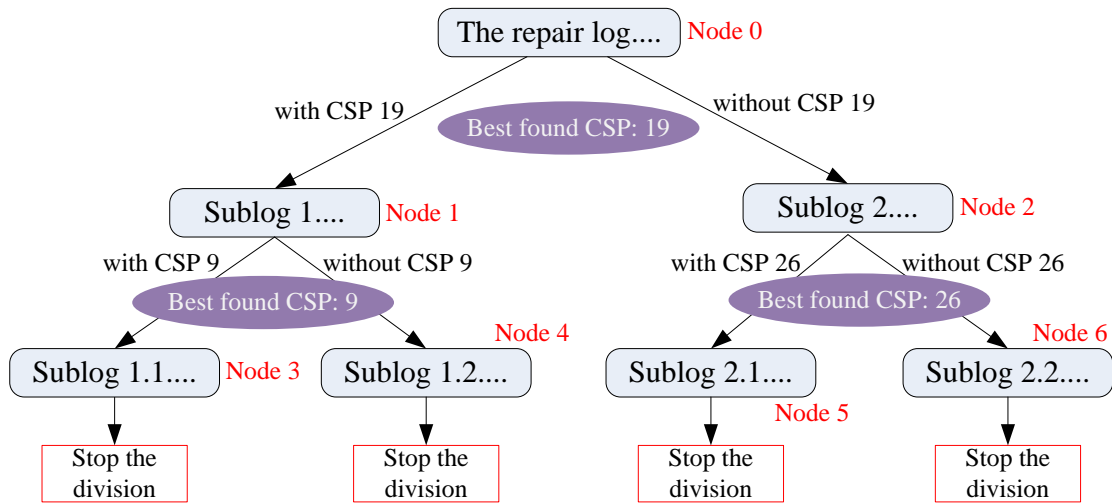 The repair log....
Node 0
with CSP 19
without CSP 19
Best found CSP: 19
Sublog 1....
Node 1
Sublog 2....
Node 2
with CSP 9
without CSP 9
with CSP 26
without CSP 26
Best found CSP: 9
Best found CSP: 26
Node 4
Node 6
Sublog 1.1....
Node 3
Sublog 1.2....
Sublog 2.1....
Sublog 2.2....
Node 5
Stop the
division
Stop the
division
Stop the
division
Stop the
division